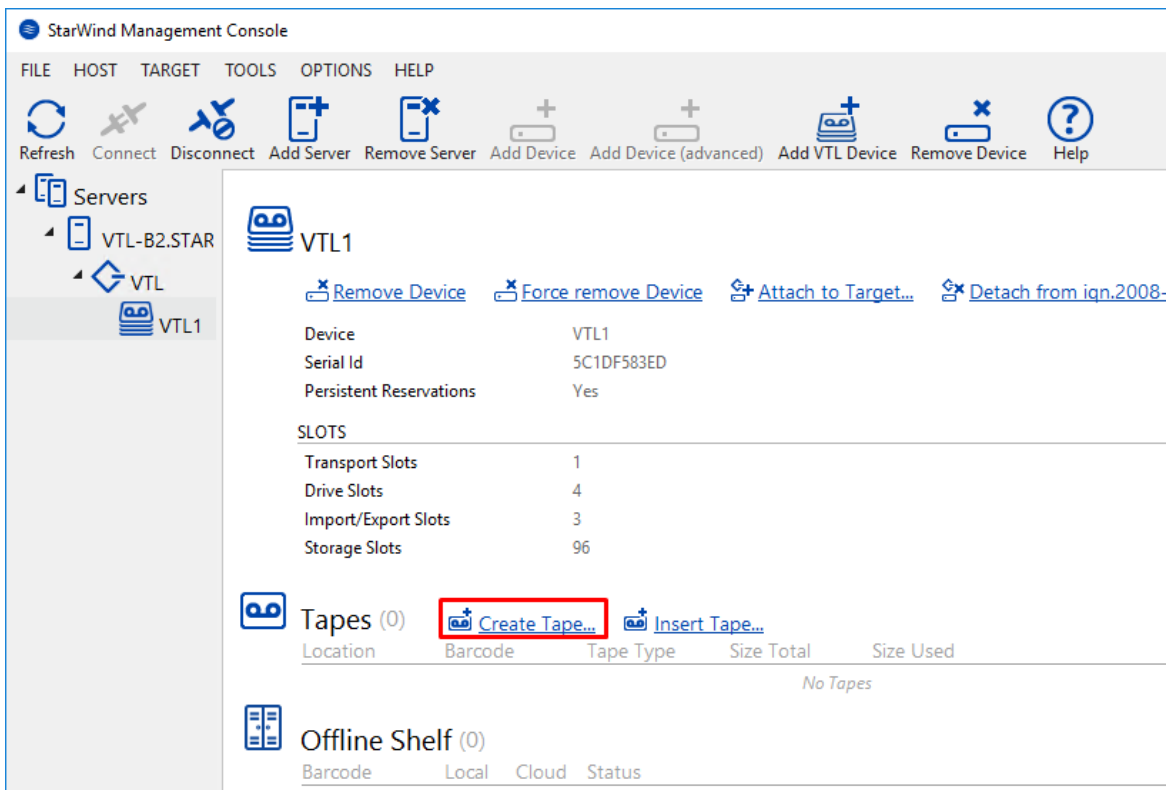 StarWind Management Console
FILE HOST TARGET TOOLS OPTIONS HELP
Refresh Connect Disconnect Add Server Remove Server Add Device Add Device (advanced) Add VTL Device Remove Device Help
Servers
VTL-B2.STAR
VTL
VTL1
VTL1
Remove Device Force remove Device Attach to Target... Detach from iqn.2008-
Device VTL1
Serial Id 5C1DF583ED
Persistent Reservations Yes
SLOTS
Transport Slots 1
Drive Slots 4
Import/Export Slots 3
Storage Slots 96
Tapes (0) Create Tape... Insert Tape...
Location Barcode Tape Type Size Total Size Used
No Tapes
Offline Shelf (0)
Barcode Local Cloud Status